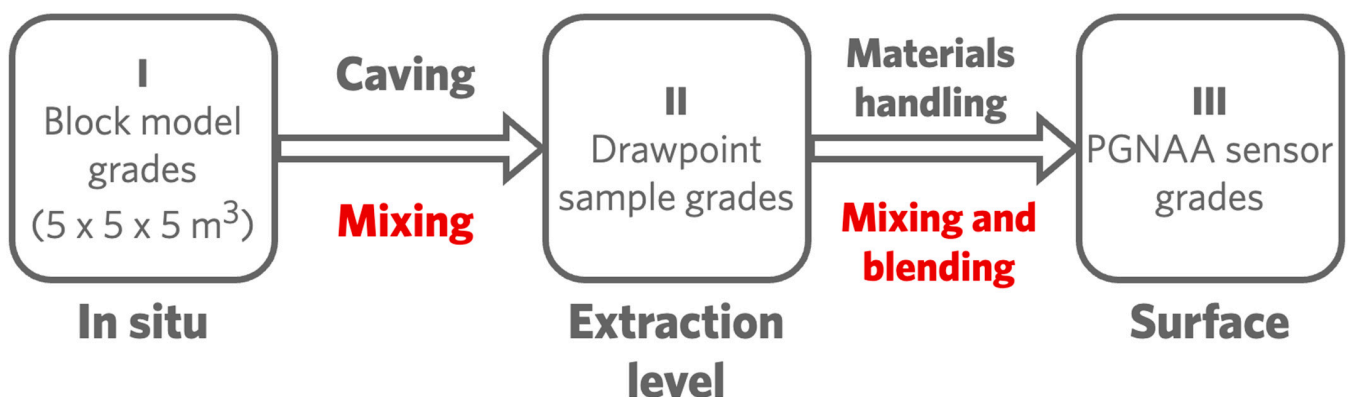 I
Block model
grades
(5 x 5 x 5 m³)
In situ
Caving
Mixing
II
Drawpoint
sample grades
Extraction
level
Materials
handling
Mixing and
blending
III
PGNAA sensor
grades
Surface